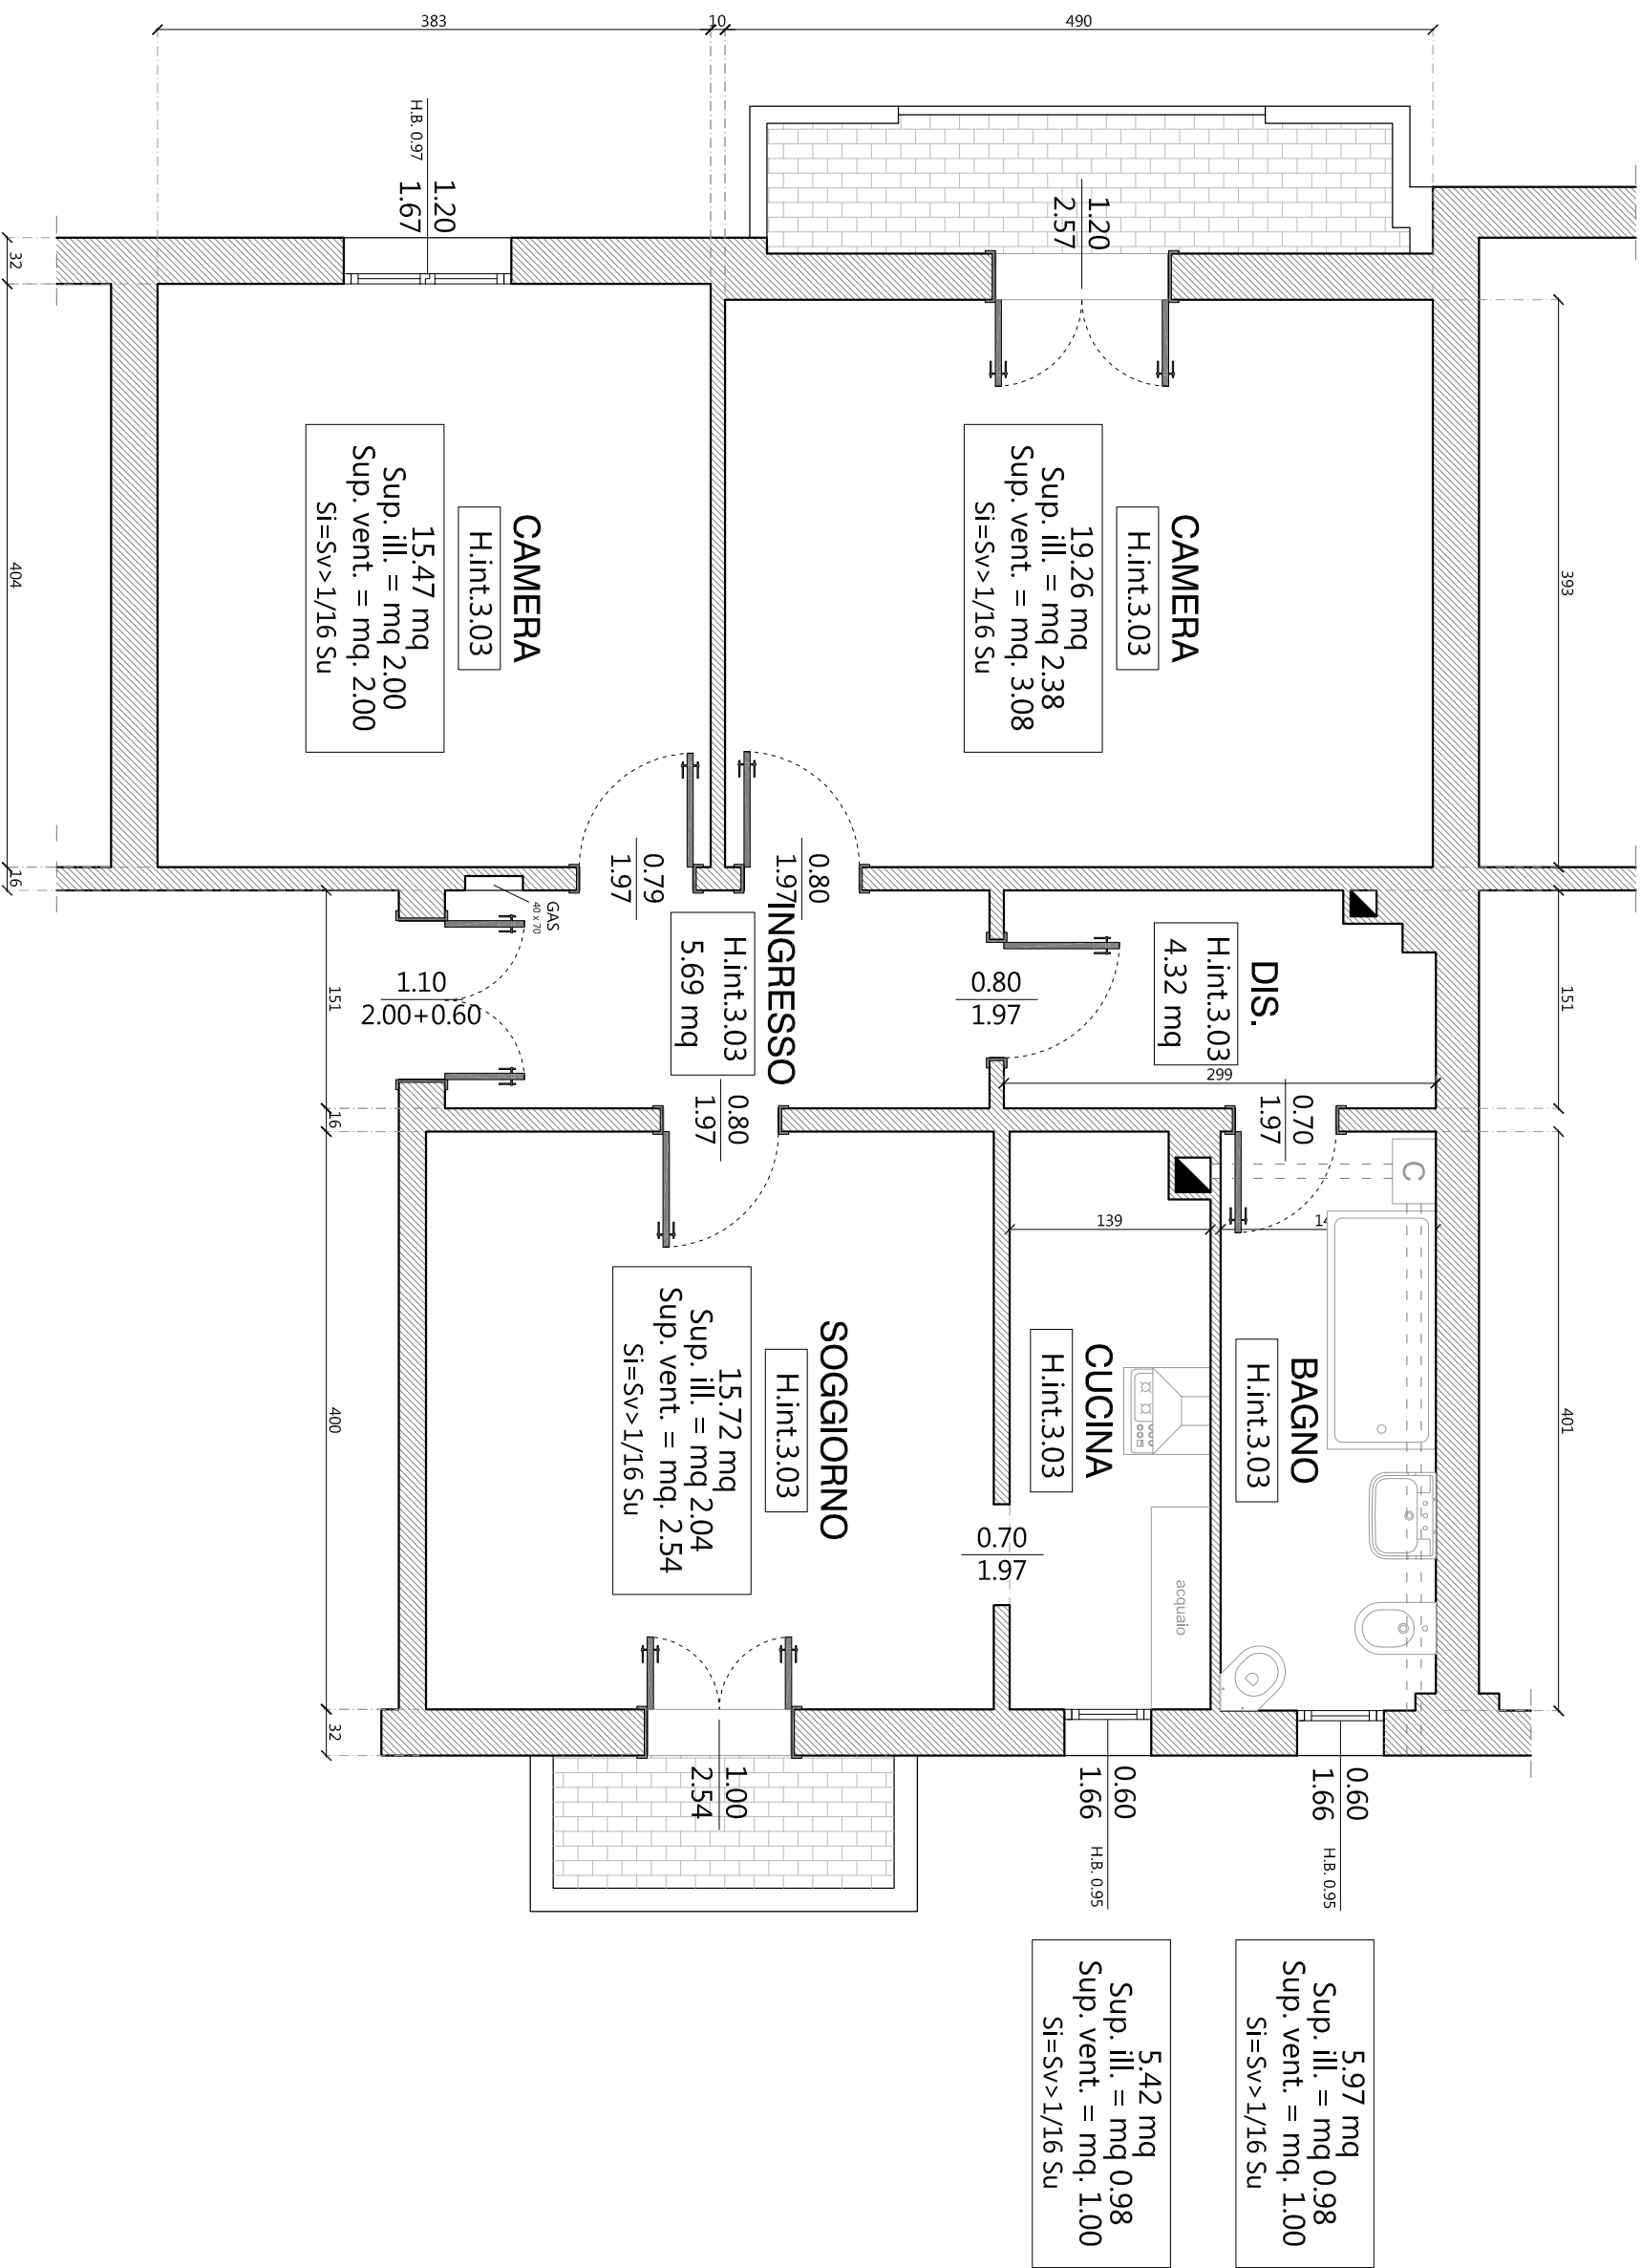 383
10
490
H.B. 0.97
1.20
1.67
1.20
2.57
32
404
16
393
CAMERA
H.int.3.03
15.47 mq
Sup. ill. = mq 2.00
Sup. vent. = mq. 2.00
Si=Sv>1/16 Su
CAMERA
H.int.3.03
19.26 mq
Sup. ill. = mq 2.38
Sup. vent. = mq. 3.08
Si=Sv>1/16 Su
0.79
1.97
0.80
1.97
GAS
40 x 70
INGRESSO
H.int.3.03
5.69 mq
1.10
2.00+0.60
0.80
1.97
DIS.
H.int.3.03
4.32 mq
299
151
151
16
0.80
1.97
0.70
1.97
C
139
SOGGIORNO
H.int.3.03
15.72 mq
Sup. ill. = mq 2.04
Sup. vent. = mq. 2.54
Si=Sv>1/16 Su
CUCINA
H.int.3.03
BAGNO
H.int.3.03
400
401
0.70
1.97
acquaio
32
1.00
2.54
0.60
1.66
H.B. 0.95
0.60
1.66
H.B. 0.95
5.42 mq
Sup. ill. = mq 0.98
Sup. vent. = mq. 1.00
Si=Sv>1/16 Su
5.97 mq
Sup. ill. = mq 0.98
Sup. vent. = mq. 1.00
Si=Sv>1/16 Su